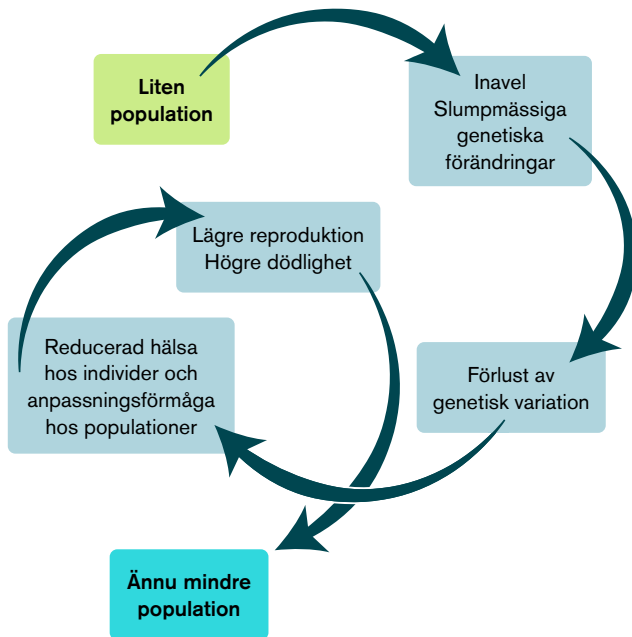 Liten
population
Inavel
Slumpmässiga
genetiska
förändringar
Förlust av
genetisk variation
Reducerad hälsa
hos individer och
anpassningsförmåga
hos populationer
Lägre reproduktion
Högre dödlighet
Ännu mindre
population